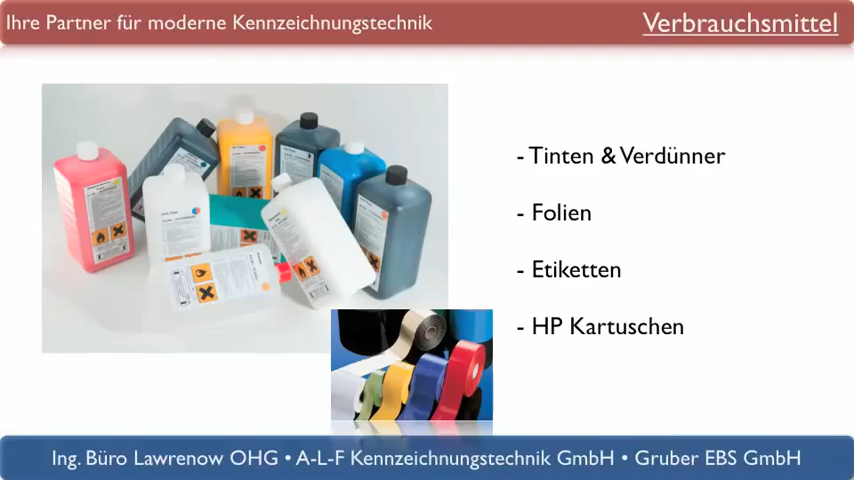 Ihre Partner für moderne Kennzeichnungstechnik
Verbrauchsmittel
- Tinten & Verdünner
- Folien
- Etiketten
- HP Kartuschen
Ing. Büro Lawrenow OHG • A-L-F Kennzeichnungstechnik GmbH • Gruber EBS GmbH